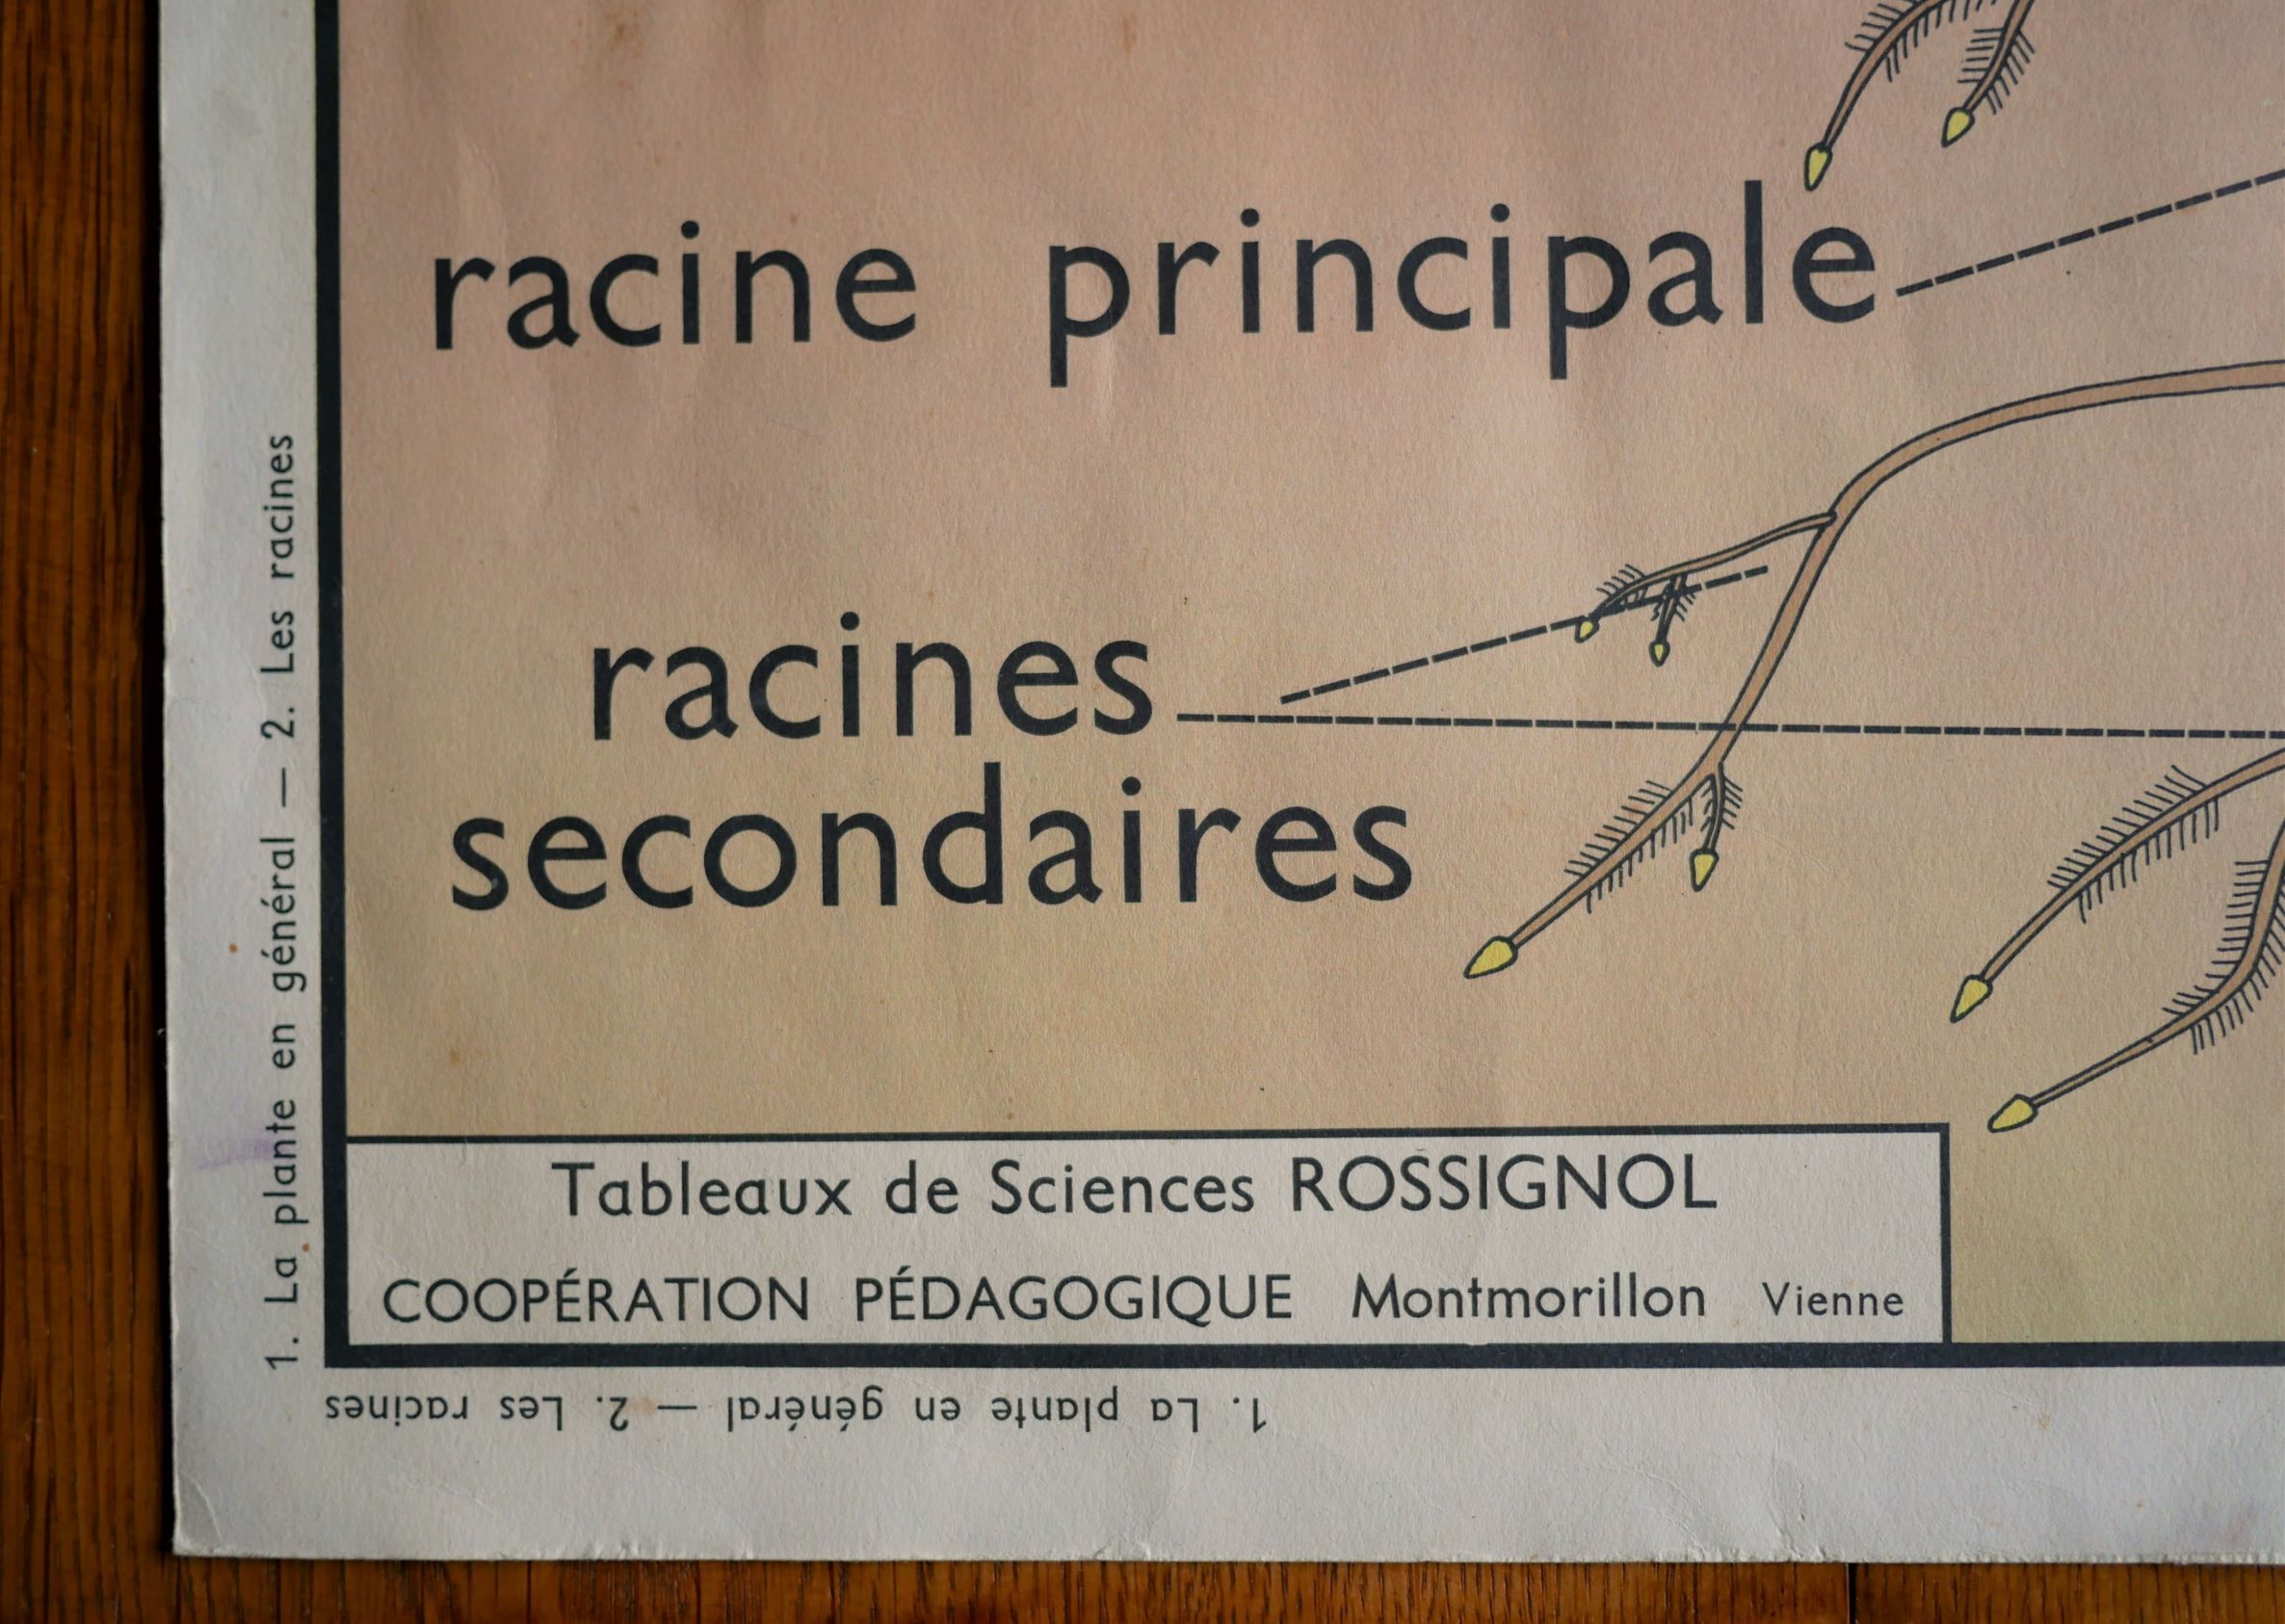 racine principale
racines
secondaires
Tableaux de Sciences ROSSIGNOL
COOPÉRATION PÉDAGOGIQUE Montmorillon Vienne
1. La plante en général — 2. Les racines
1. La plante en général — 2. Les racines